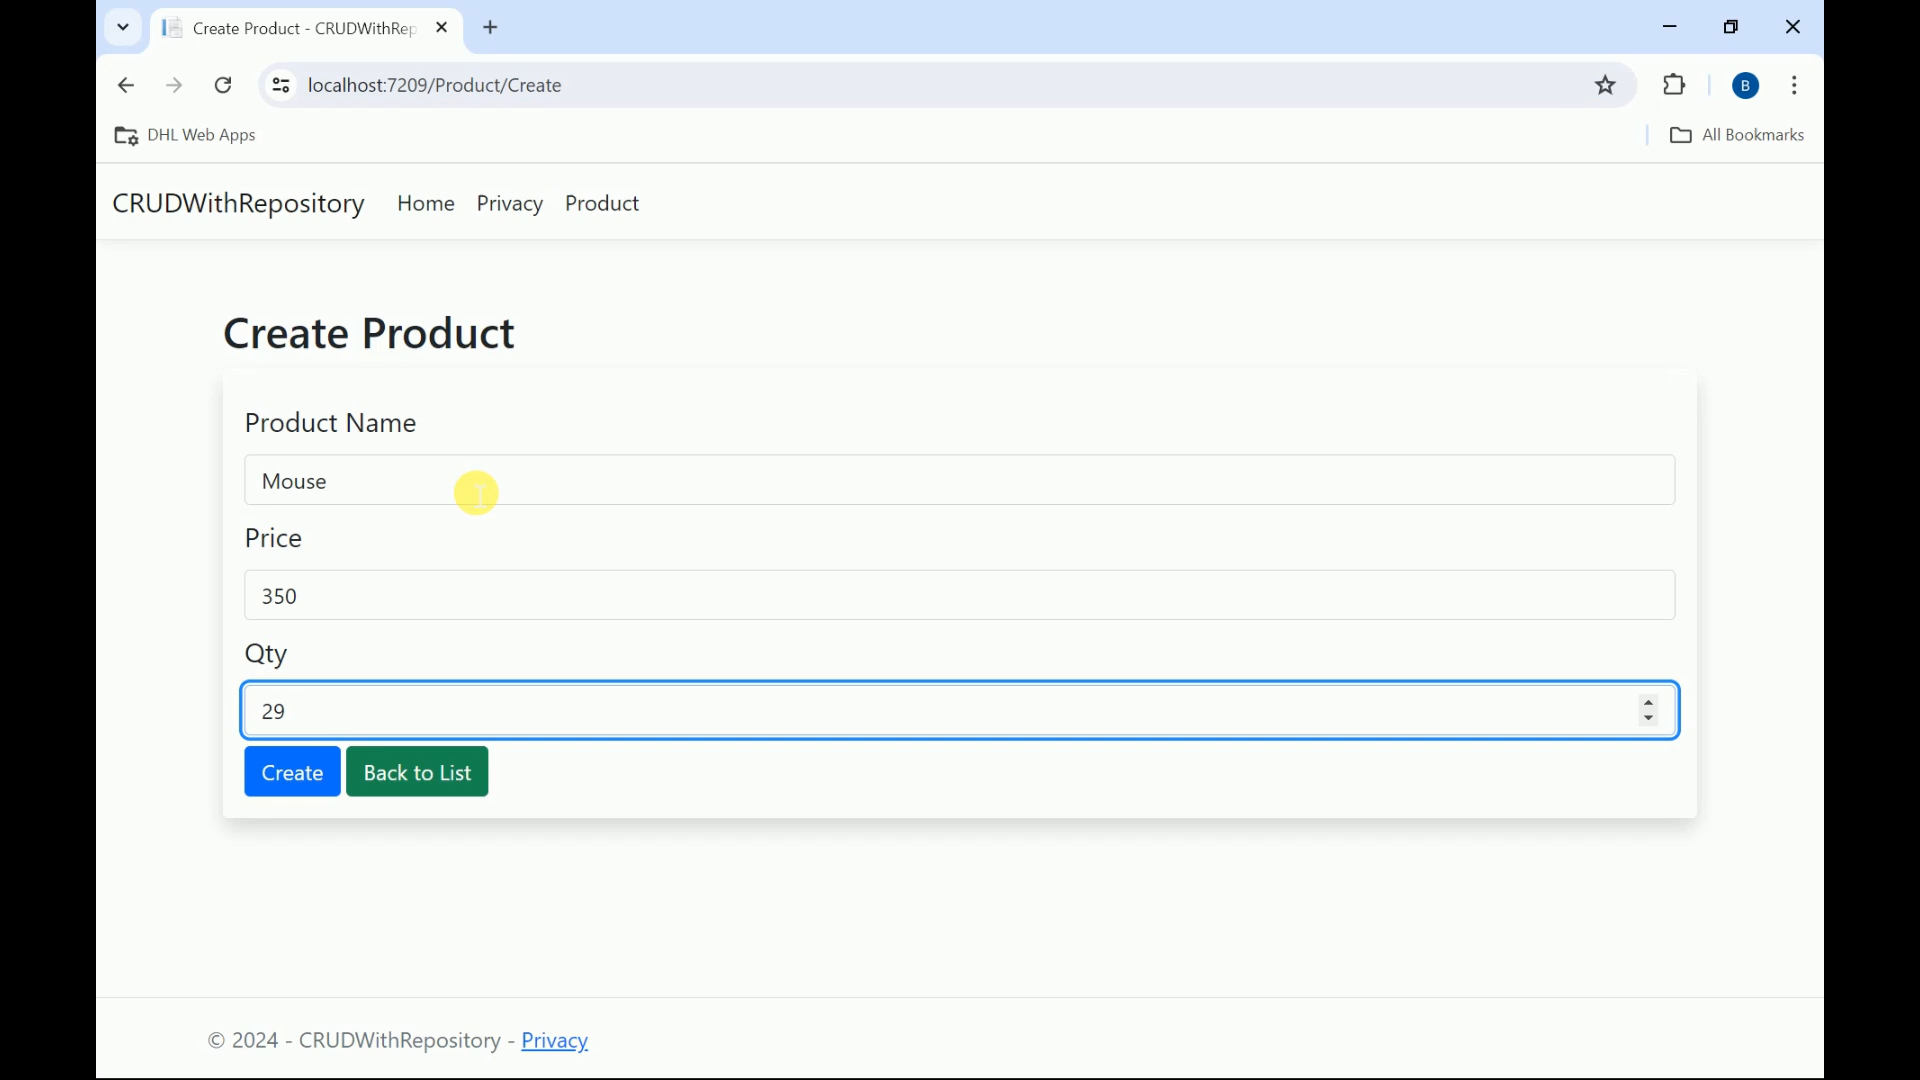 Create Product - CRUDWithRep
localhost:7209/Product/Create
B
DHL Web Apps
All Bookmarks
CRUDWithRepository Home Privacy Product
Create Product
Product Name
Mouse
Price
350
Qty
29
Create Back to List
© 2024 - CRUDWithRepository - Privacy